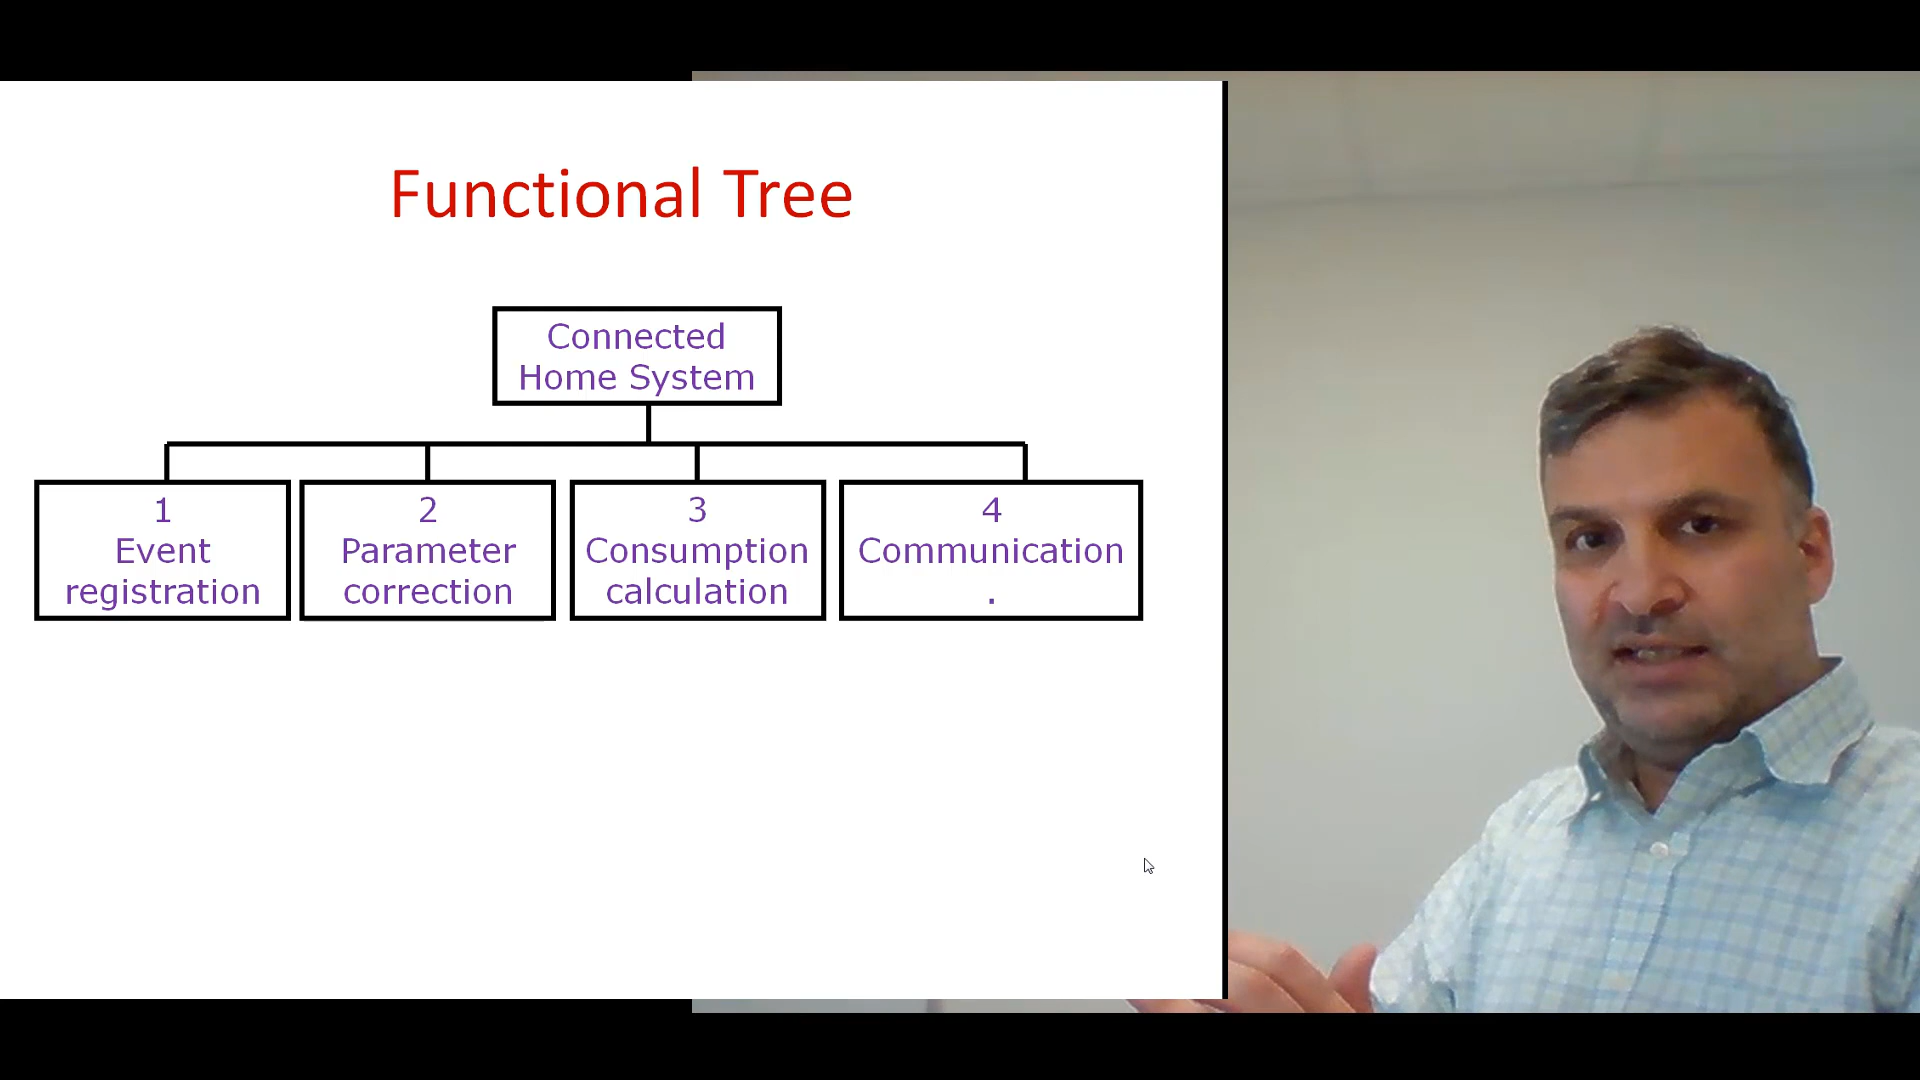 Functional Tree
Connected
Home System
1
Event
registration
2
Parameter
correction
3
Consumption
calculation
4
Communication
.